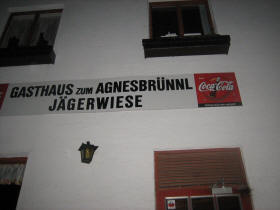 GASTHAUS ZUM AGNESBRÜNNL
JÄGERWIESE
Coca-Cola